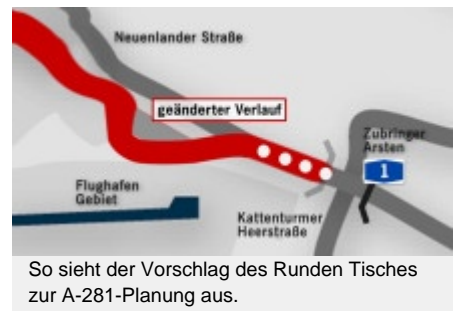 Neuenlander Straße
geänderter Verlauf
Zubringer
Arsten
1
Flughafen
Gebiet
Kattenturmer
Heerstraße
So sieht der Vorschlag des Runden Tisches
zur A-281-Planung aus.